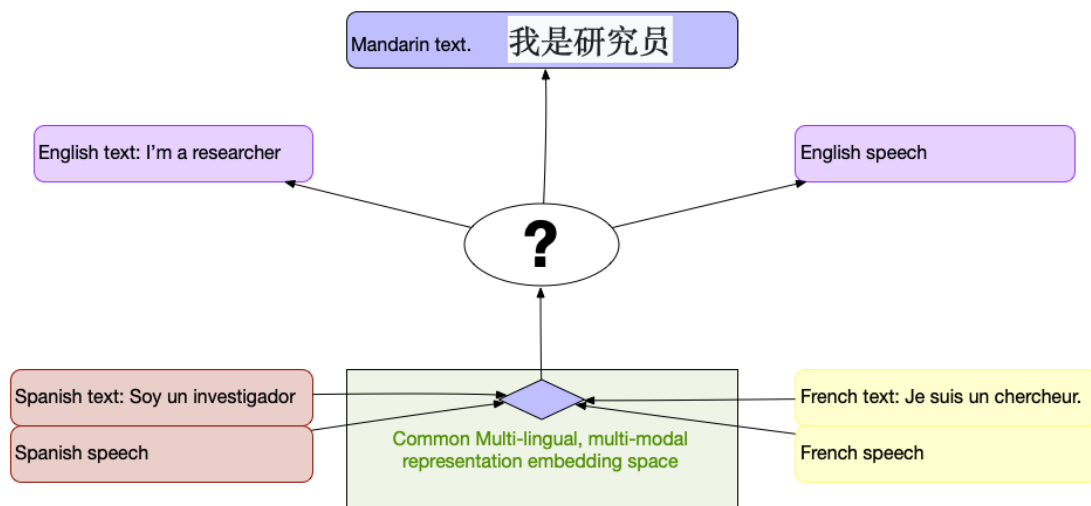 Mandarin text. 我是研究员
English text: I'm a researcher
English speech
?
Spanish text: Soy un investigador
Spanish speech
Common Multi-lingual, multi-modal
representation embedding space
French text: Je suis un chercheur.
French speech